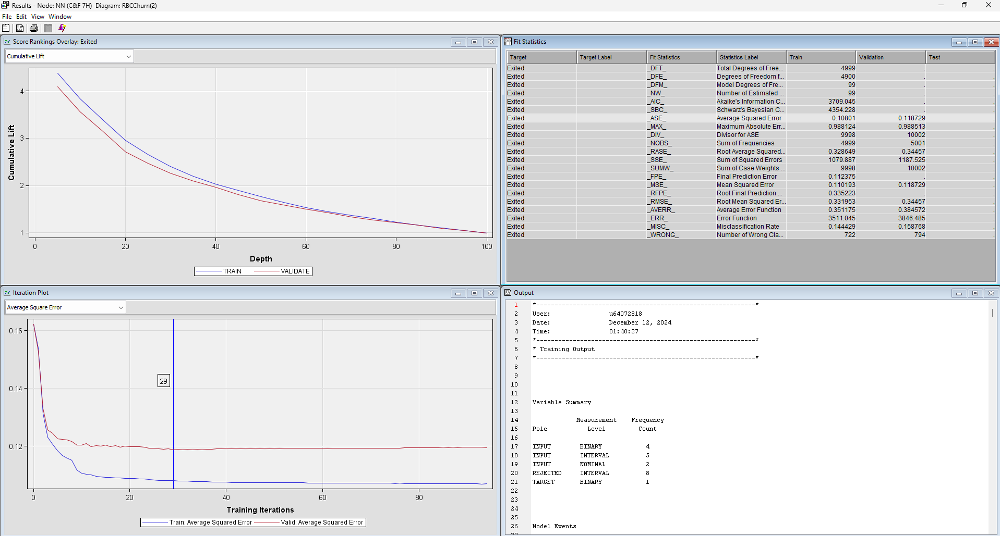 Results - Node: NN (C&F 7H)  Diagram: RBCChurn(2)
File Edit View Window
Score Rankings Overlay: Exited
Cumulative Lift
Cumulative Lift
4
3
2
1
0 20 40 60 80 100
Depth
TRAIN VALIDATE
Fit Statistics
Target Target Label Fit Statistics Statistics Label Train Validation Test
Exited _DFT_ Total Degrees of Free... 4999 . .
Exited _DFE_ Degrees of Freedom f... 4900 . .
Exited _DFM_ Model Degrees of Fre... 99 . .
Exited _NW_ Number of Estimated ... 99 . .
Exited _AIC_ Akaike's Information C... 3709.045 . .
Exited _SBC_ Schwarz's Bayesian C... 4354.228 . .
Exited _ASE_ Average Squared Error 0.10801 0.118729 .
Exited _MAX_ Maximum Absolute Err... 0.988124 0.988513 .
Exited _DIV_ Divisor for ASE 9998 10002 .
Exited _NOBS_ Sum of Frequencies 4999 5001 .
Exited _RASE_ Root Average Squared... 0.328649 0.34457 .
Exited _SSE_ Sum of Squared Errors 1079.887 1187.525 .
Exited _SUMW_ Sum of Case Weights ... 9998 10002 .
Exited _FPE_ Final Prediction Error 0.112375 . .
Exited _MSE_ Mean Squared Error 0.110193 0.118729 .
Exited _RFPE_ Root Final Prediction ... 0.335223 . .
Exited _RMSE_ Root Mean Squared Er... 0.331953 0.34457 .
Exited _AVERR_ Average Error Function 0.351175 0.384572 .
Exited _ERR_ Error Function 3511.045 3846.485 .
Exited _MISC_ Misclassification Rate 0.144429 0.158768 .
Exited _WRONG_ Number of Wrong Cla... 722 794 .
Iteration Plot
Average Square Error
0.16
0.14
0.12
29
0 20 40 60 80
Training Iterations
Train: Average Squared Error Valid: Average Squared Error
Output
1 *------------------------------------------------------------*
2 User: u64072818
3 Date: December 12, 2024
4 Time: 01:40:27
5 *------------------------------------------------------------*
6 * Training Output
7 *------------------------------------------------------------*
8
9
10
11
12 Variable Summary
13
14 Measurement Frequency
15 Role Level Count
16
17 INPUT BINARY 4
18 INPUT INTERVAL 5
19 INPUT NOMINAL 2
20 REJECTED INTERVAL 8
21 TARGET BINARY 1
22
23
24
25
26 Model Events
27